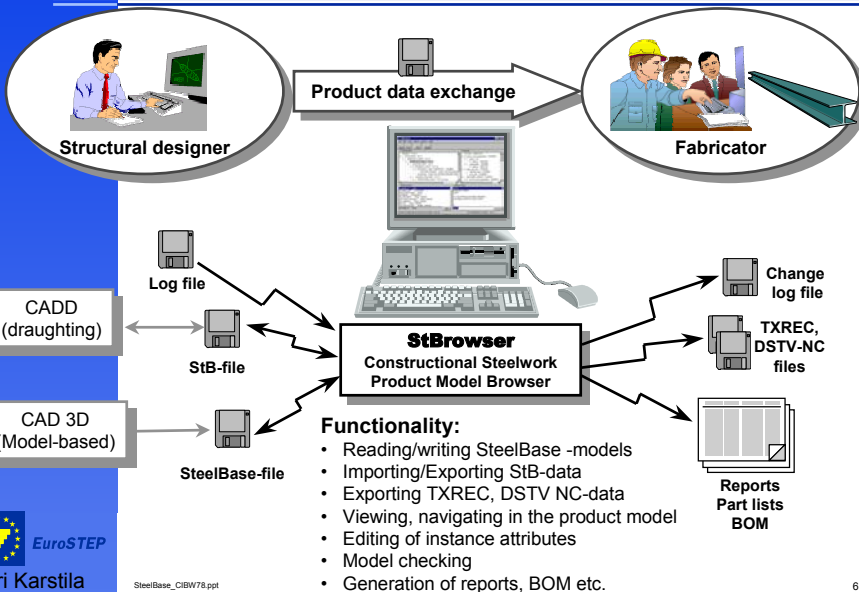 Product data exchange
Structural designer
Fabricator
Log file
CADD
(draughting)
StB-file
CAD 3D
(Model-based)
SteelBase-file
StBrowser
Constructional Steelwork
Product Model Browser
Change
log file
TXREC,
DSTV-NC
files
Reports
Part lists
BOM
Functionality:
• Reading/writing SteelBase -models
• Importing/Exporting StB-data
• Exporting TXREC, DSTV NC-data
• Viewing, navigating in the product model
• Editing of instance attributes
• Model checking
• Generation of reports, BOM etc.
EuroSTEP
ri Karstila
SteelBase_CIBW78.ppt
6